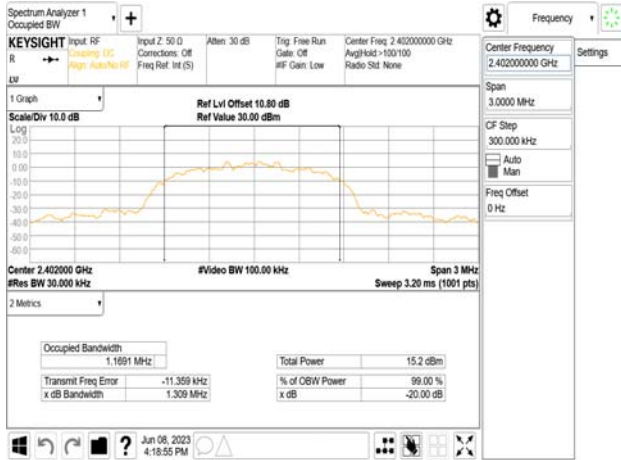 Spectrum Analyzer 1
Occupied BW
KEYSIGHT
R
Input: RF
Coupling: DC
Align: Auto/No RF
Input Z: 50 Ω
Corrections: Off
Freq Ref: Int (S)
Atten: 30 dB
Trig: Free Run
Gate: Off
#IF Gain: Low
Center Freq: 2.402000000 GHz
Avg|Hold:>100/100
Radio Std: None
1 Graph
Scale/Div 10.0 dB
Ref Lvl Offset 10.80 dB
Ref Value 30.00 dBm
Log
20.0
10.0
0.00
-10.0
-20.0
-30.0
-40.0
-50.0
-60.0
Center 2.402000 GHz
#Res BW 30.000 kHz
#Video BW 100.00 kHz
Span 3 MHz
Sweep 3.20 ms (1001 pts)
2 Metrics
Occupied Bandwidth
1.1691 MHz
Transmit Freq Error -11.359 kHz
x dB Bandwidth 1.309 MHz
Total Power 15.2 dBm
% of OBW Power 99.00 %
x dB -20.00 dB
Jun 08, 2023
4:18:55 PM
Frequency
Settings
Center Frequency
2.402000000 GHz
Span
3.0000 MHz
CF Step
300.000 kHz
Auto
Man
Freq Offset
0 Hz